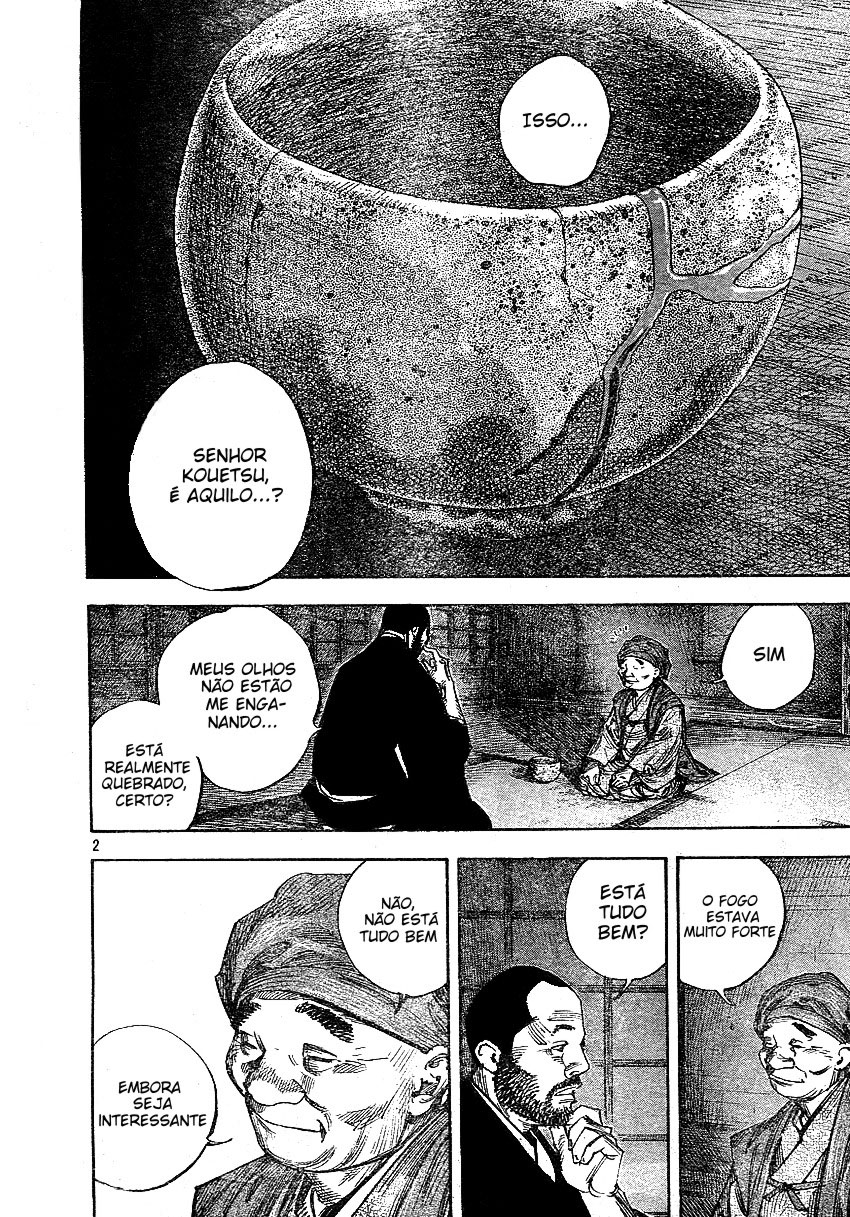 ISSO...
SENHOR
KOUETSU,
É AQUILO...?
SIM
MEUS OLHOS
NÃO ESTÃO
ME ENGA-
NANDO...
ESTÁ
REALMENTE
QUEBRADO,
CERTO?
2
O FOGO
ESTAVA
MUITO FORTE
ESTÁ
TUDO
BEM?
NÃO,
NÃO ESTÁ
TUDO BEM
EMBORA
SEJA
INTERESSANTE